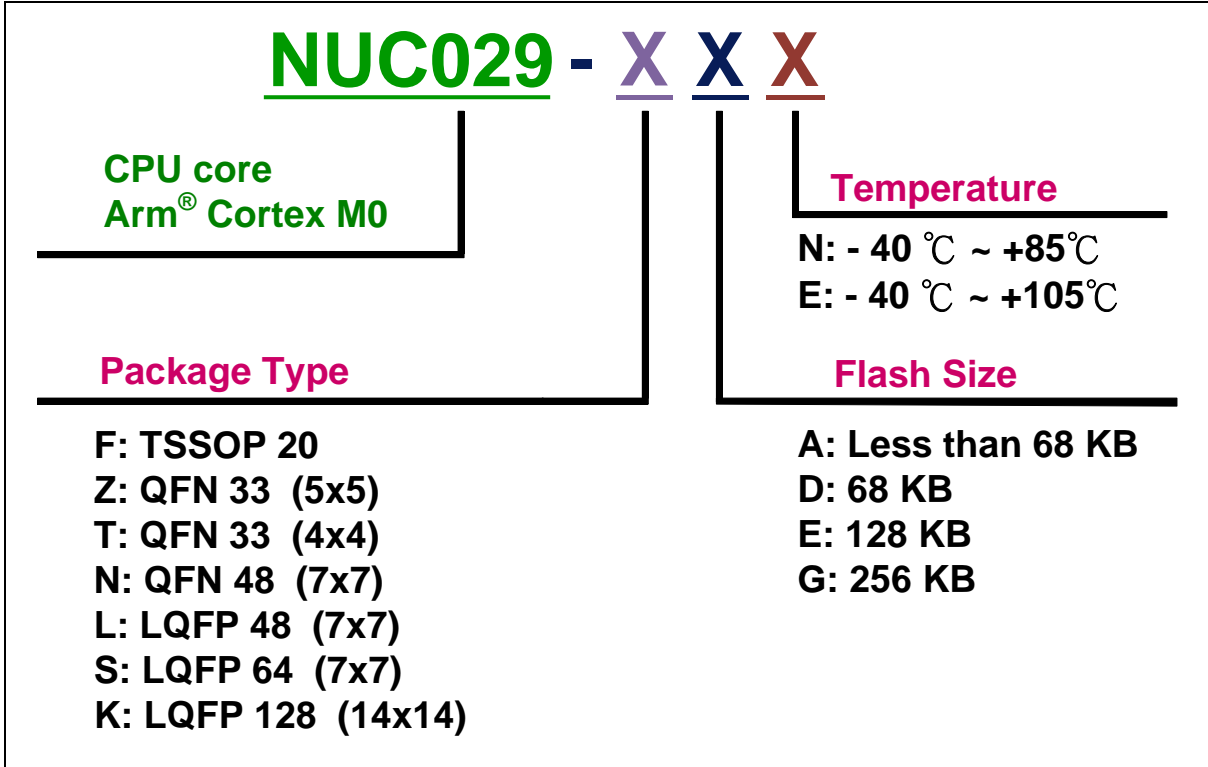 NUC029 - X X X
CPU core
Arm® Cortex M0
Temperature
N: - 40 ℃ ~ +85℃
E: - 40 ℃ ~ +105℃
Package Type
F: TSSOP 20
Z: QFN 33 (5x5)
T: QFN 33 (4x4)
N: QFN 48 (7x7)
L: LQFP 48 (7x7)
S: LQFP 64 (7x7)
K: LQFP 128 (14x14)
Flash Size
A: Less than 68 KB
D: 68 KB
E: 128 KB
G: 256 KB